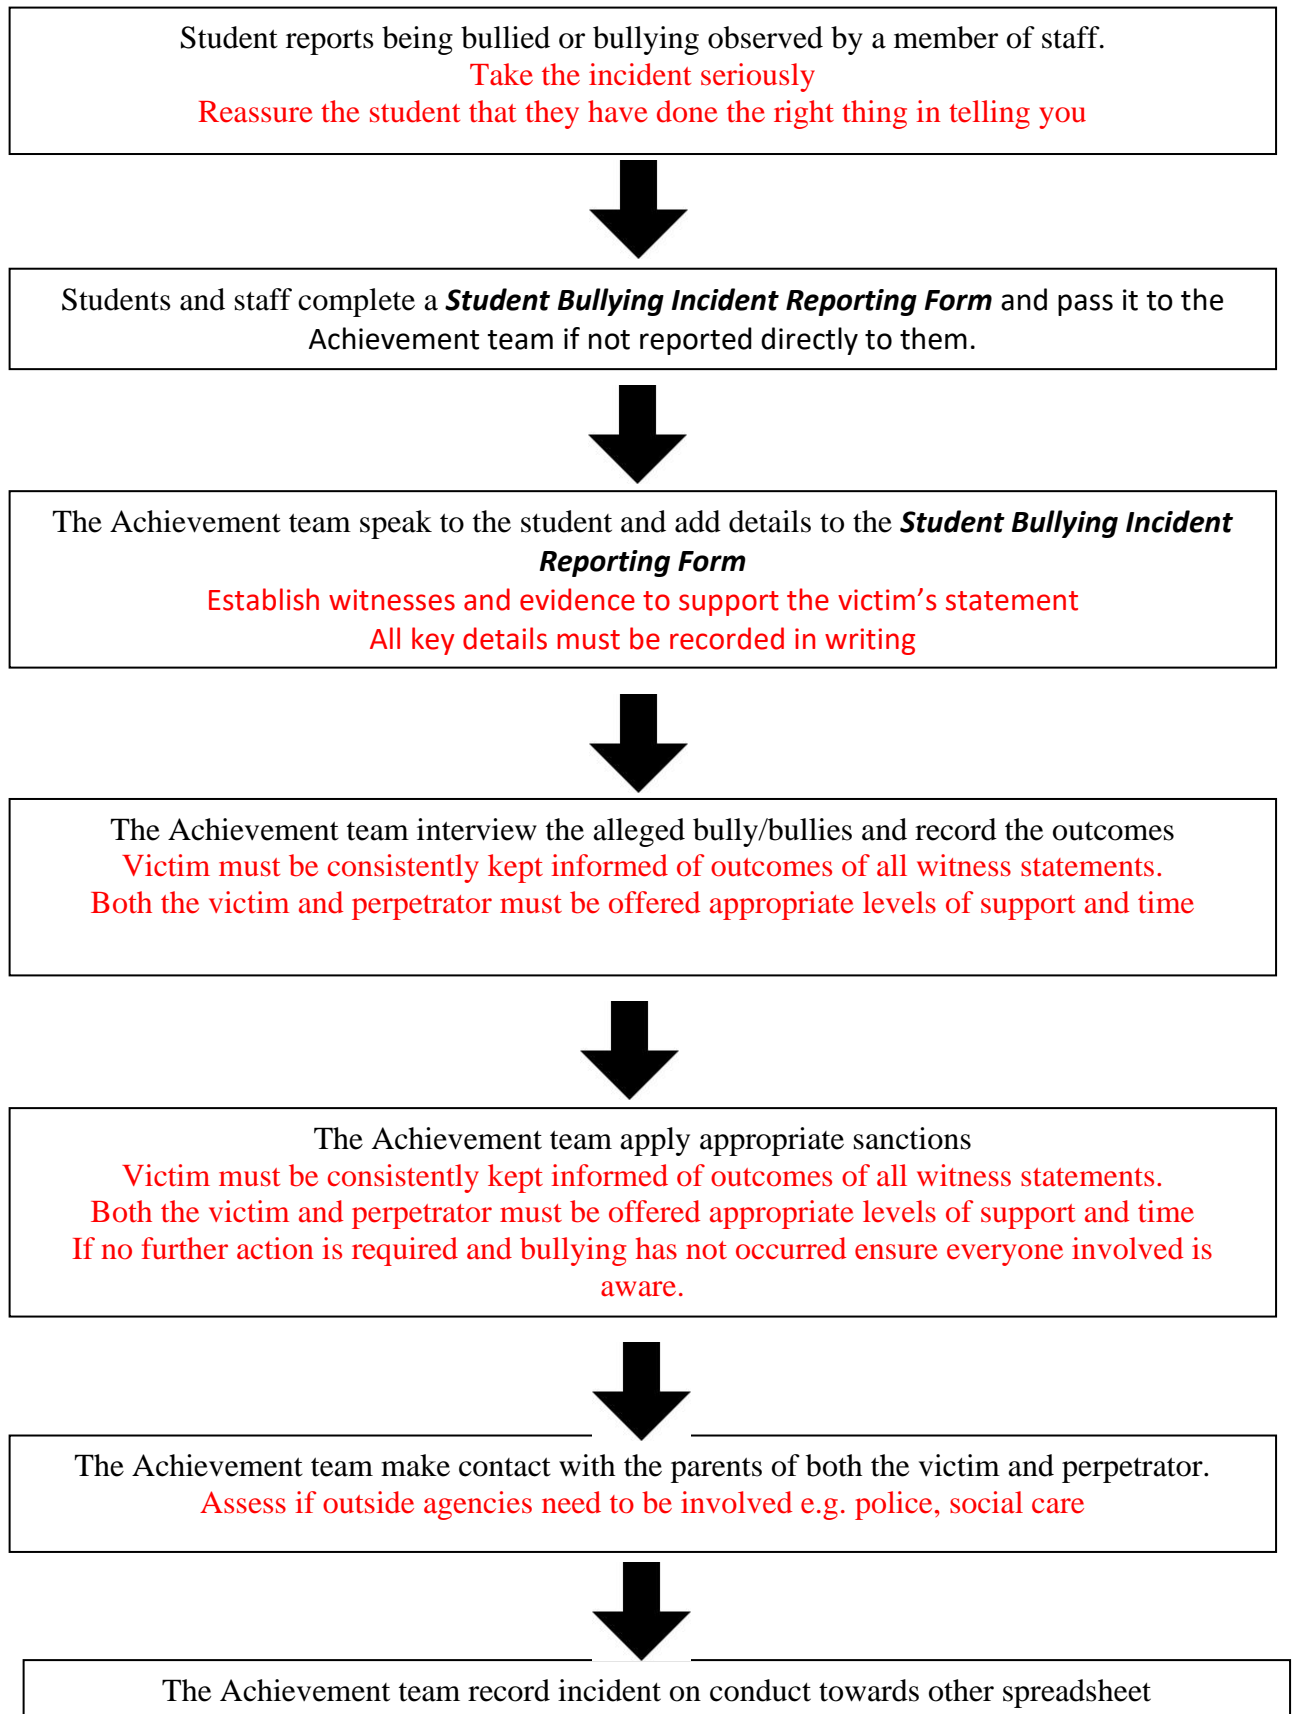 Student reports being bullied or bullying observed by a member of staff.
Take the incident seriously
Reassure the student that they have done the right thing in telling you
Students and staff complete a Student Bullying Incident Reporting Form and pass it to the
Achievement team if not reported directly to them.
The Achievement team speak to the student and add details to the Student Bullying Incident
Reporting Form
Establish witnesses and evidence to support the victim’s statement
All key details must be recorded in writing
The Achievement team interview the alleged bully/bullies and record the outcomes
Victim must be consistently kept informed of outcomes of all witness statements.
Both the victim and perpetrator must be offered appropriate levels of support and time
The Achievement team apply appropriate sanctions
Victim must be consistently kept informed of outcomes of all witness statements.
Both the victim and perpetrator must be offered appropriate levels of support and time
If no further action is required and bullying has not occurred ensure everyone involved is
aware.
The Achievement team make contact with the parents of both the victim and perpetrator.
Assess if outside agencies need to be involved e.g. police, social care
The Achievement team record incident on conduct towards other spreadsheet